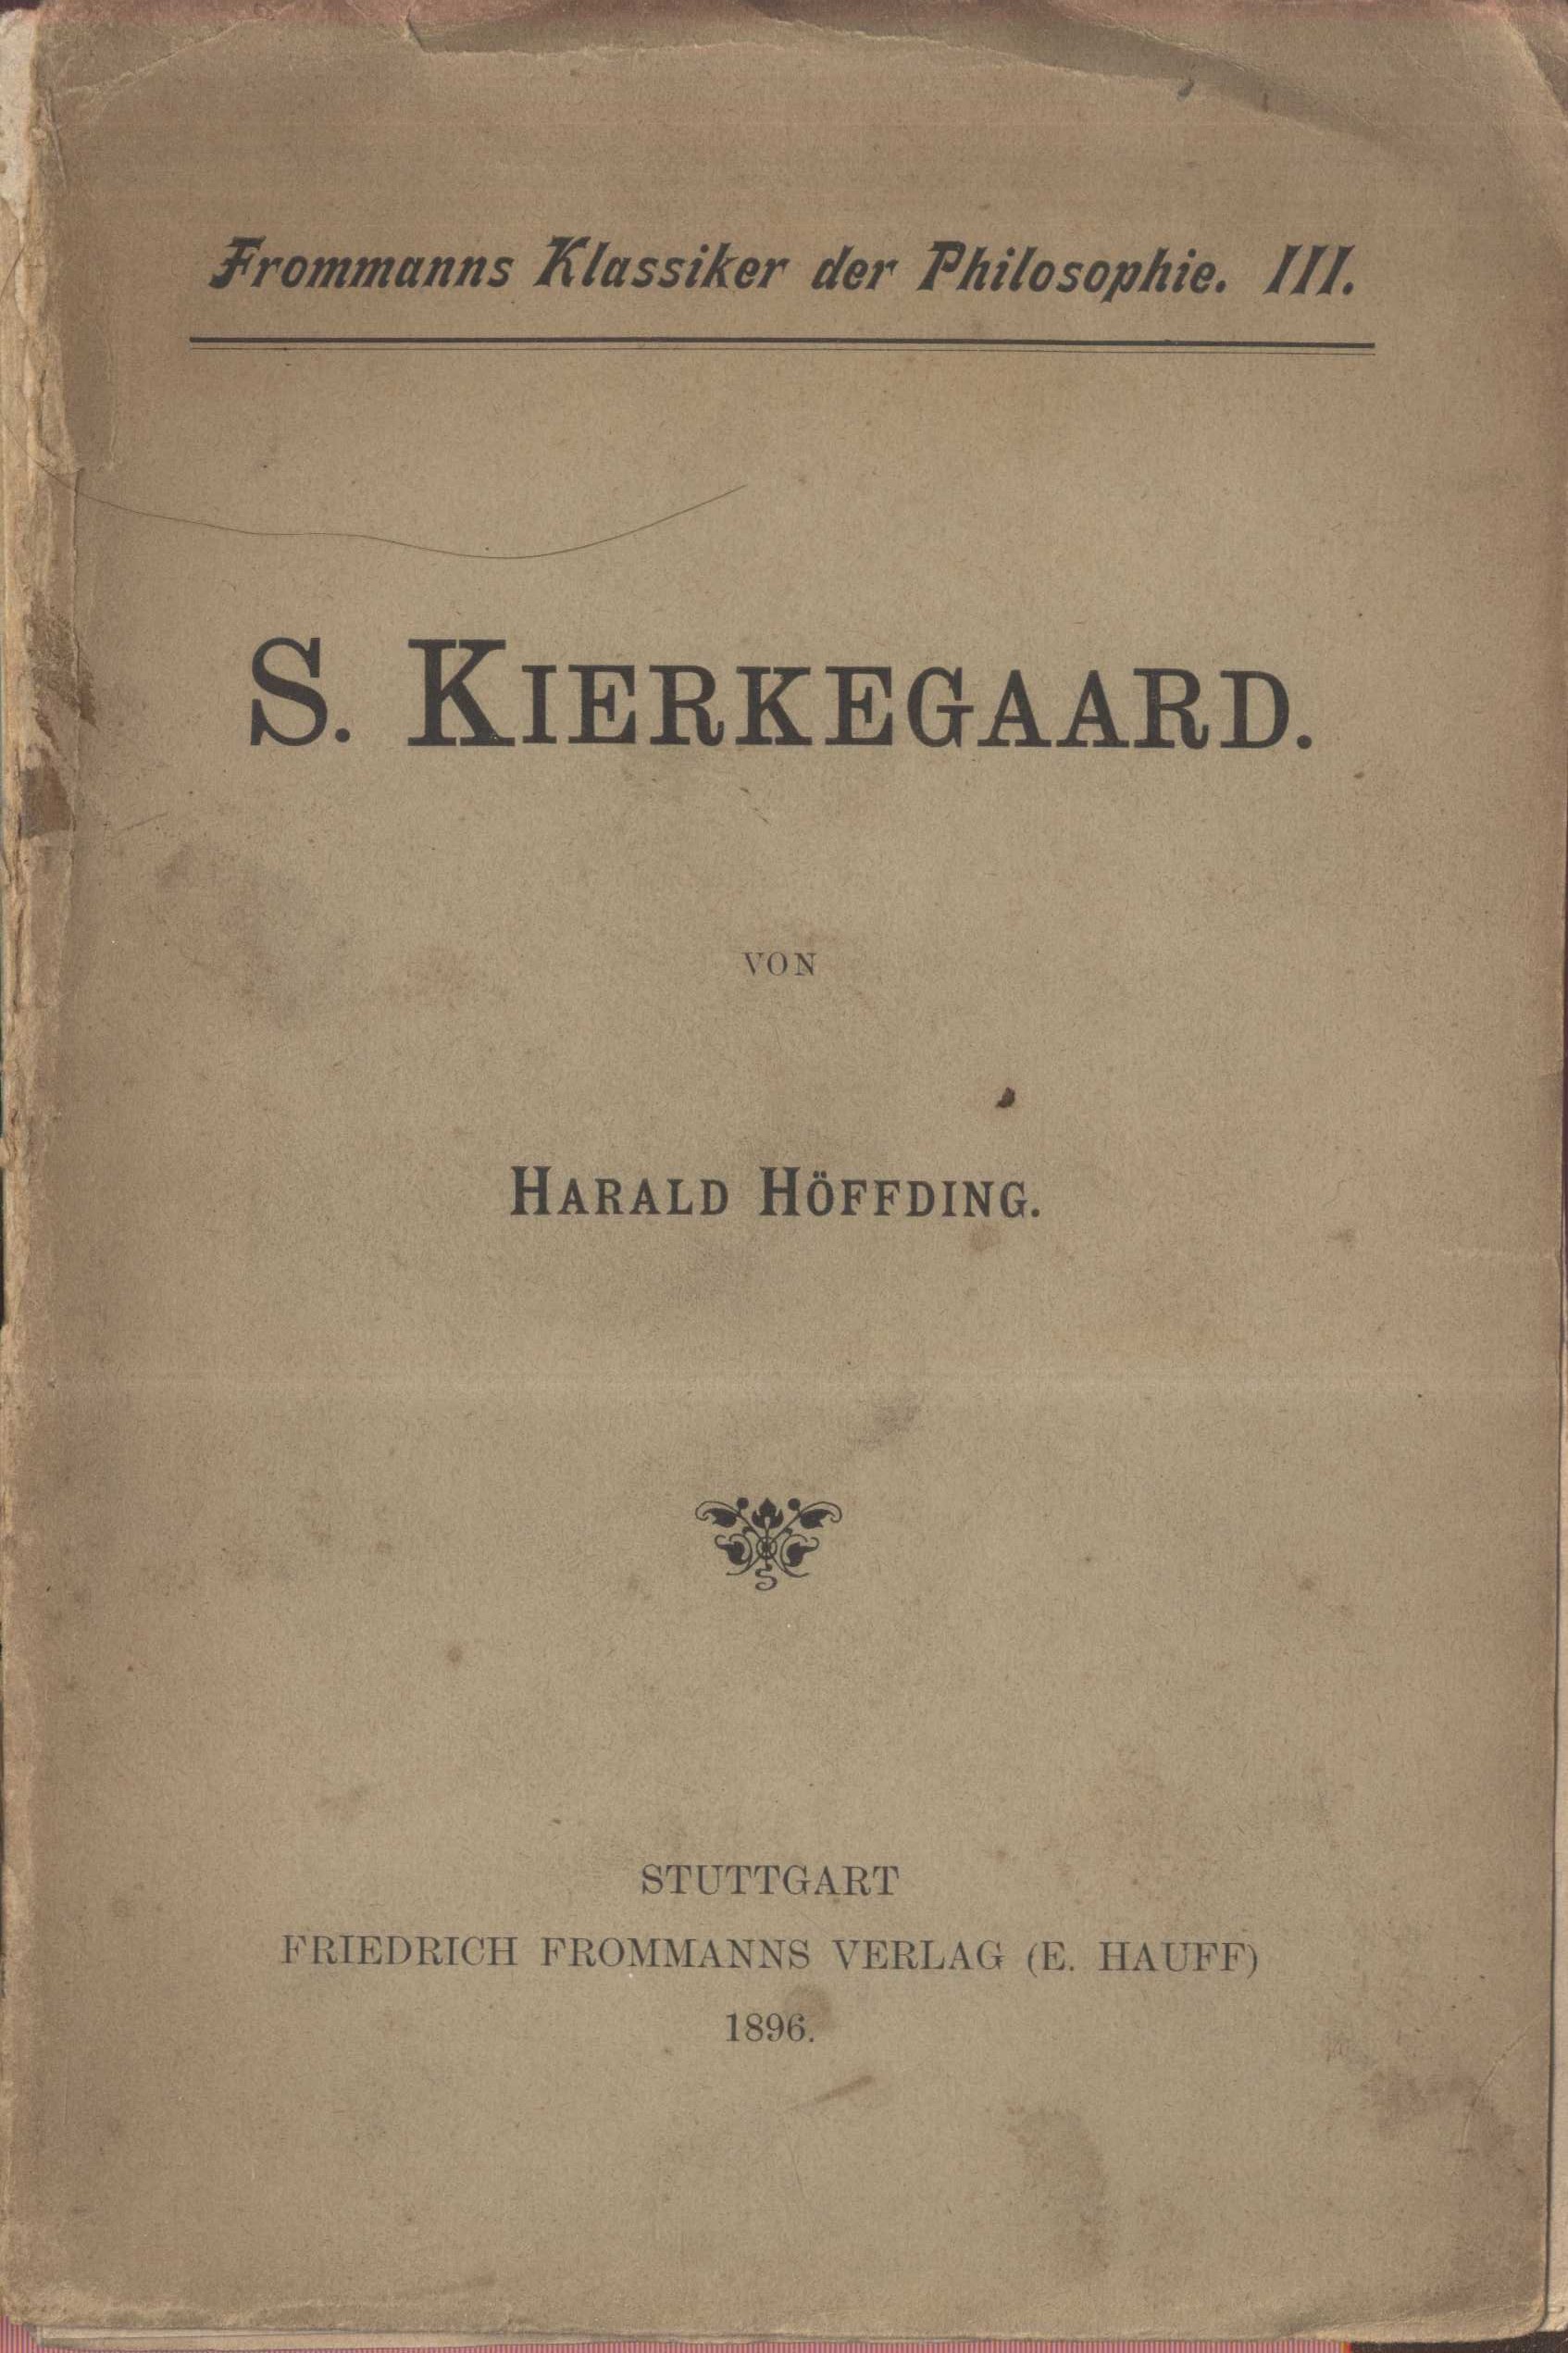 Frommanns Klassiker der Philosophie. III.
S. KIERKEGAARD.
VON
HARALD HÖFFDING.
STUTTGART
FRIEDRICH FROMMANNS VERLAG (E. HAUFF)
1896.